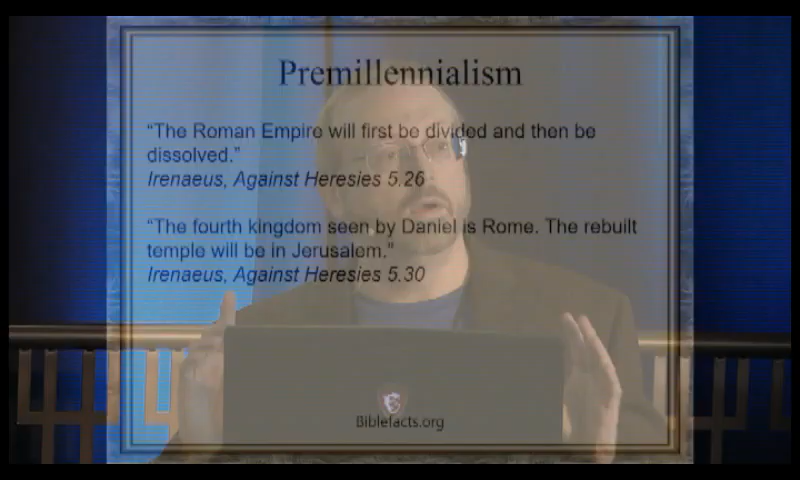 Premillennialism
“The Roman Empire will first be divided and then be
dissolved.”
Irenaeus, Against Heresies 5.26
“The fourth kingdom seen by Daniel is Rome. The rebuilt
temple will be in Jerusalem.”
Irenaeus, Against Heresies 5.30
Biblefacts.org